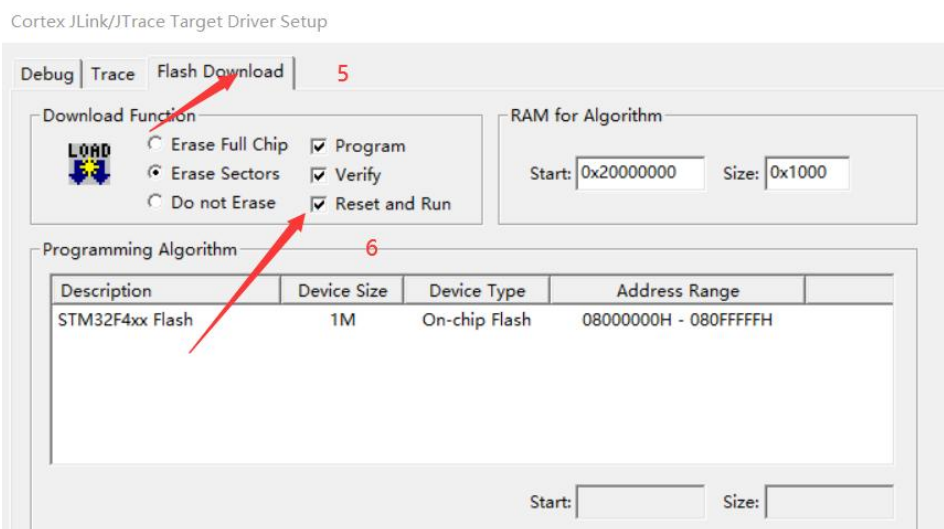 Cortex JLink/JTrace Target Driver Setup
Debug Trace Flash Download 5
Download Function
LOAD
Erase Full Chip
Erase Sectors
Do not Erase
Program
Verify
Reset and Run
RAM for Algorithm
Start: 0x20000000 Size: 0x1000
6
Programming Algorithm
Description Device Size Device Type Address Range
STM32F4xx Flash 1M On-chip Flash 08000000H - 080FFFFFH
Start: Size: